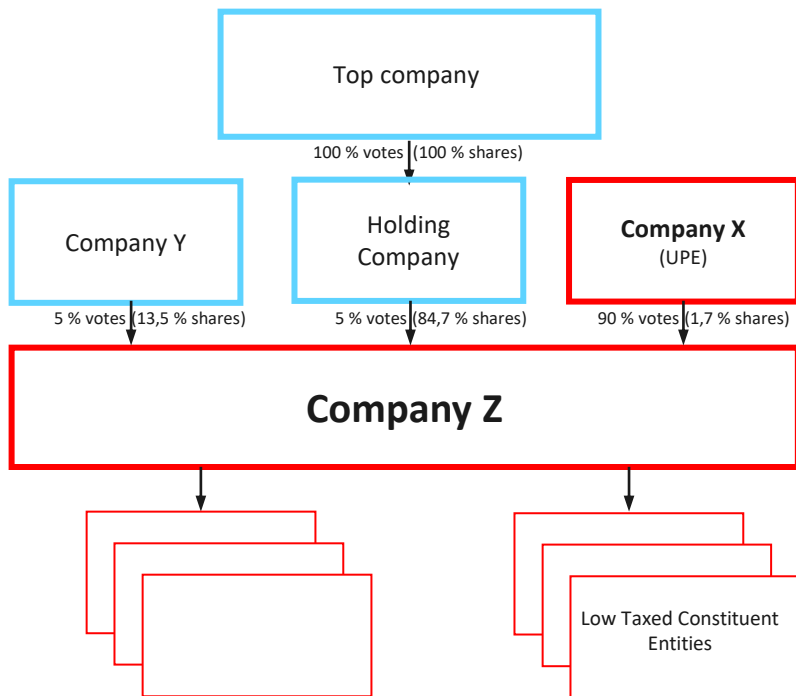 Top company
100 % votes (100 % shares)
Company Y
Holding
Company
Company X
(UPE)
5 % votes (13,5 % shares)
5 % votes (84,7 % shares)
90 % votes (1,7 % shares)
Company Z
Low Taxed Constituent
Entities